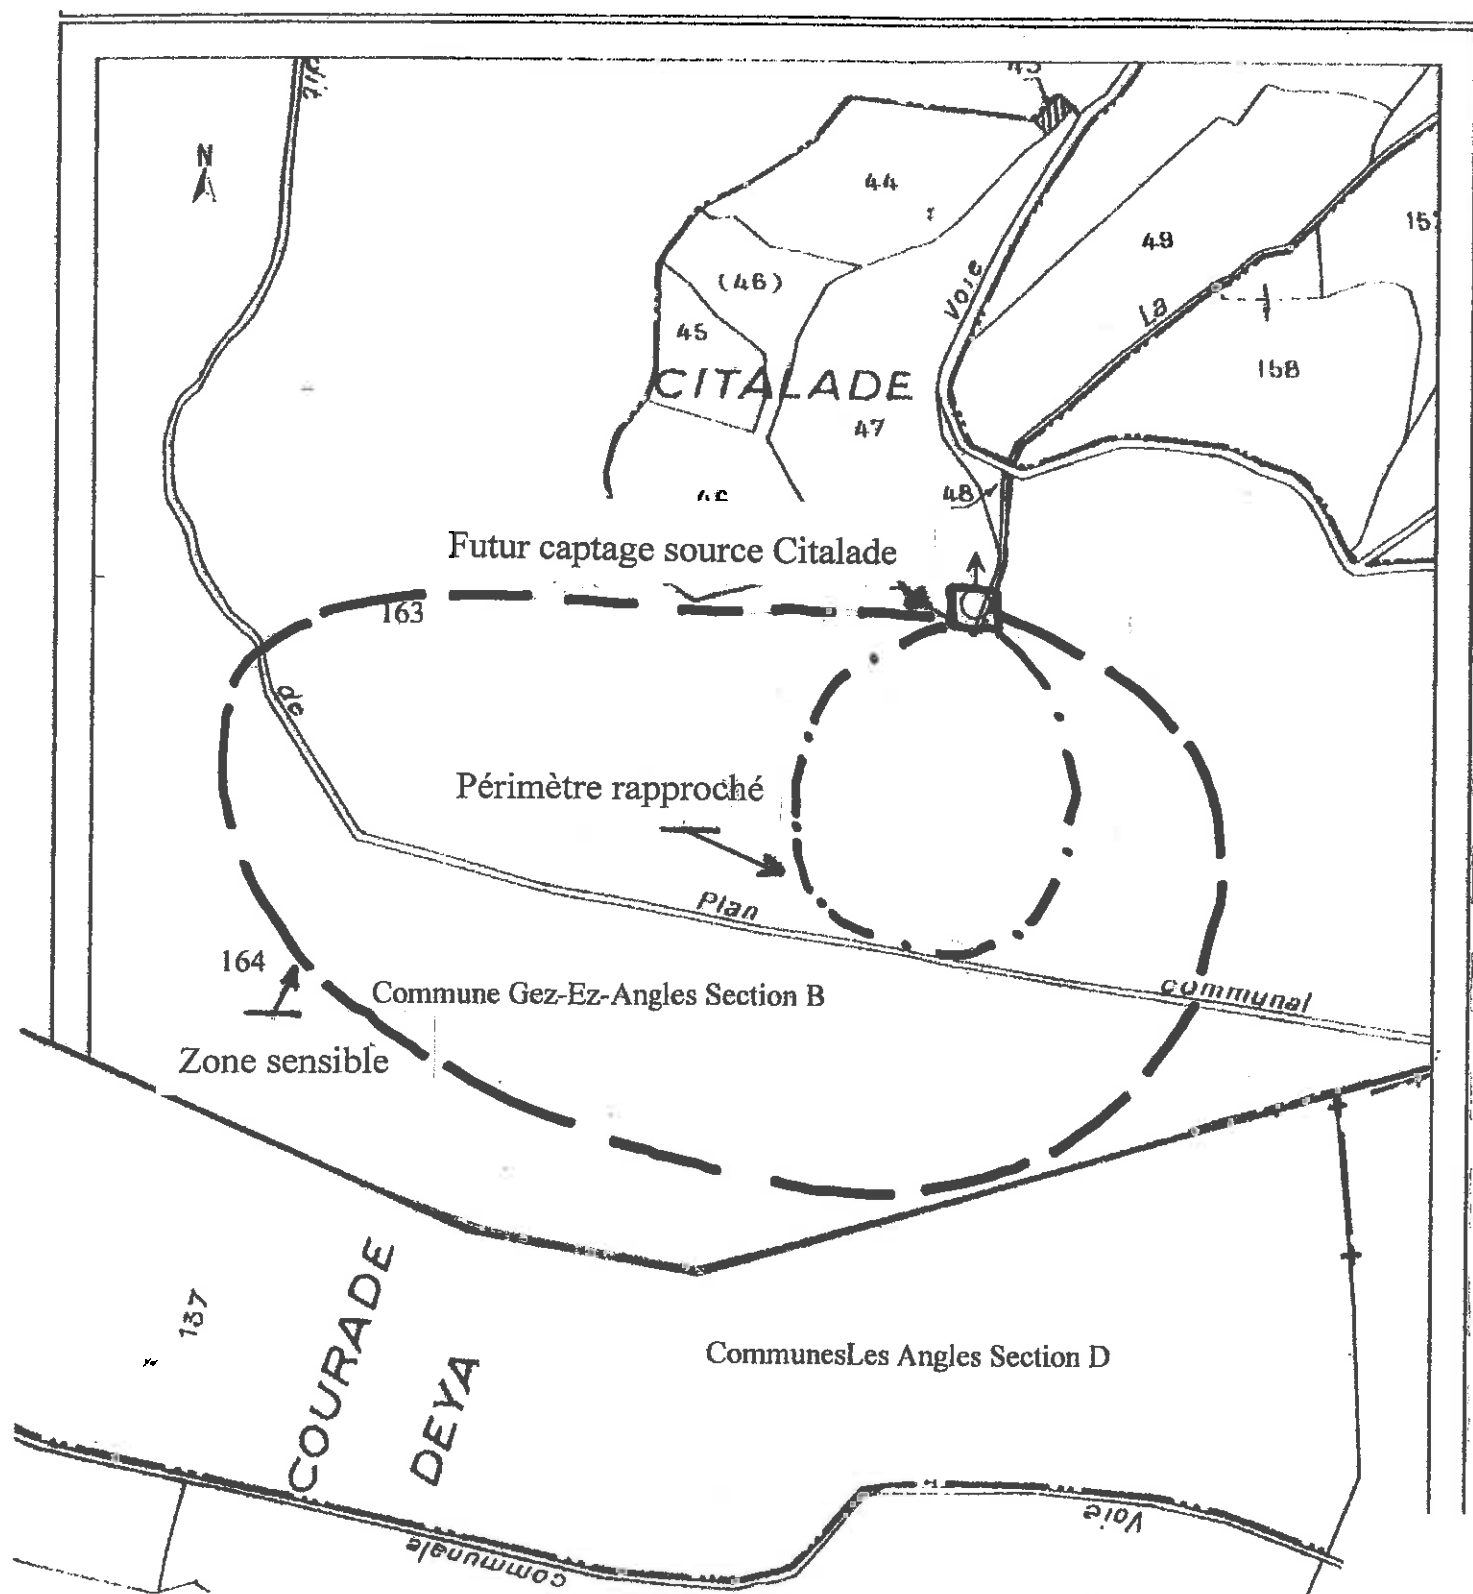 N
44
49
(46)
45
Voie
La
CITALADE
158
47
48
Futur captage source Citalade
163
de
Périmètre rapproché
Plan
164
Commune Gez-Ez-Angles Section B
communal
Zone sensible
137
COURADE
DEYA
CommunesLes Angles Section D
Voie
communale